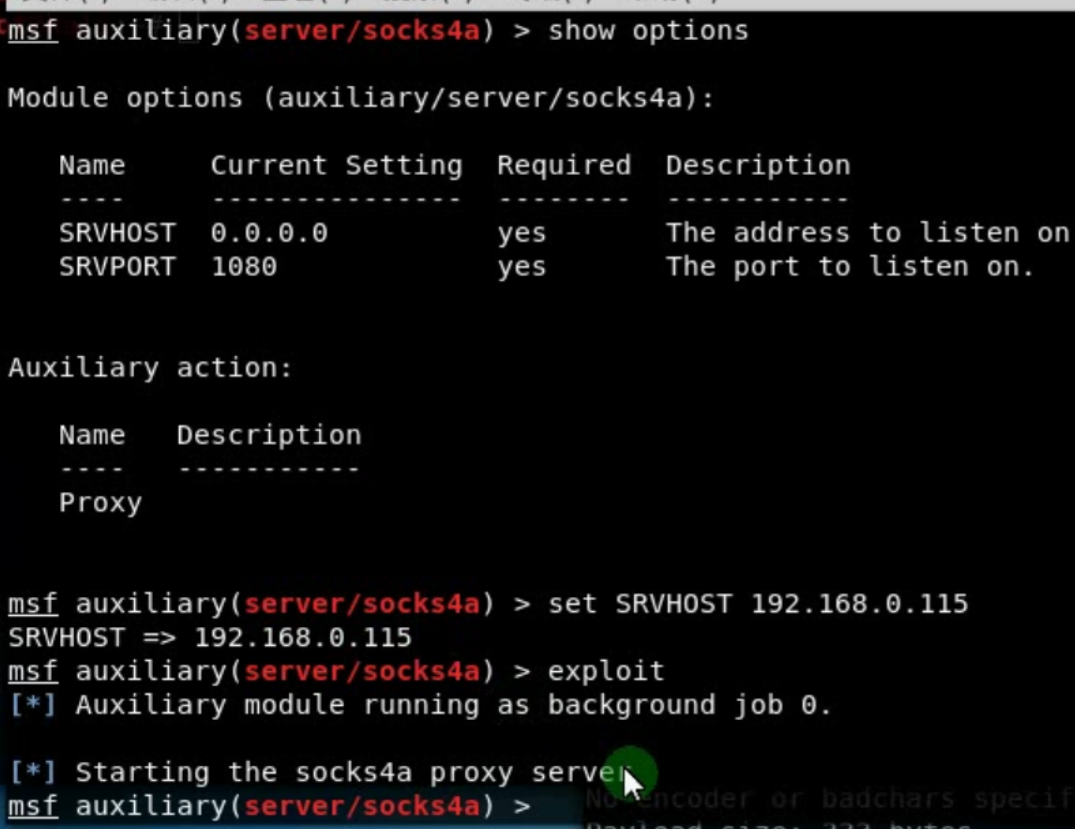 msf auxiliary(server/socks4a) > show options
Module options (auxiliary/server/socks4a):
Name Current Setting Required Description
---- --------------- -------- -----------
SRVHOST 0.0.0.0 yes The address to listen on
SRVPORT 1080 yes The port to listen on.
Auxiliary action:
Name Description
---- -----------
Proxy
msf auxiliary(server/socks4a) > set SRVHOST 192.168.0.115
SRVHOST => 192.168.0.115
msf auxiliary(server/socks4a) > exploit
[*] Auxiliary module running as background job 0.
[*] Starting the socks4a proxy server
msf auxiliary(server/socks4a) >
No encoder or badchars specif
Payload size: 333 bytes